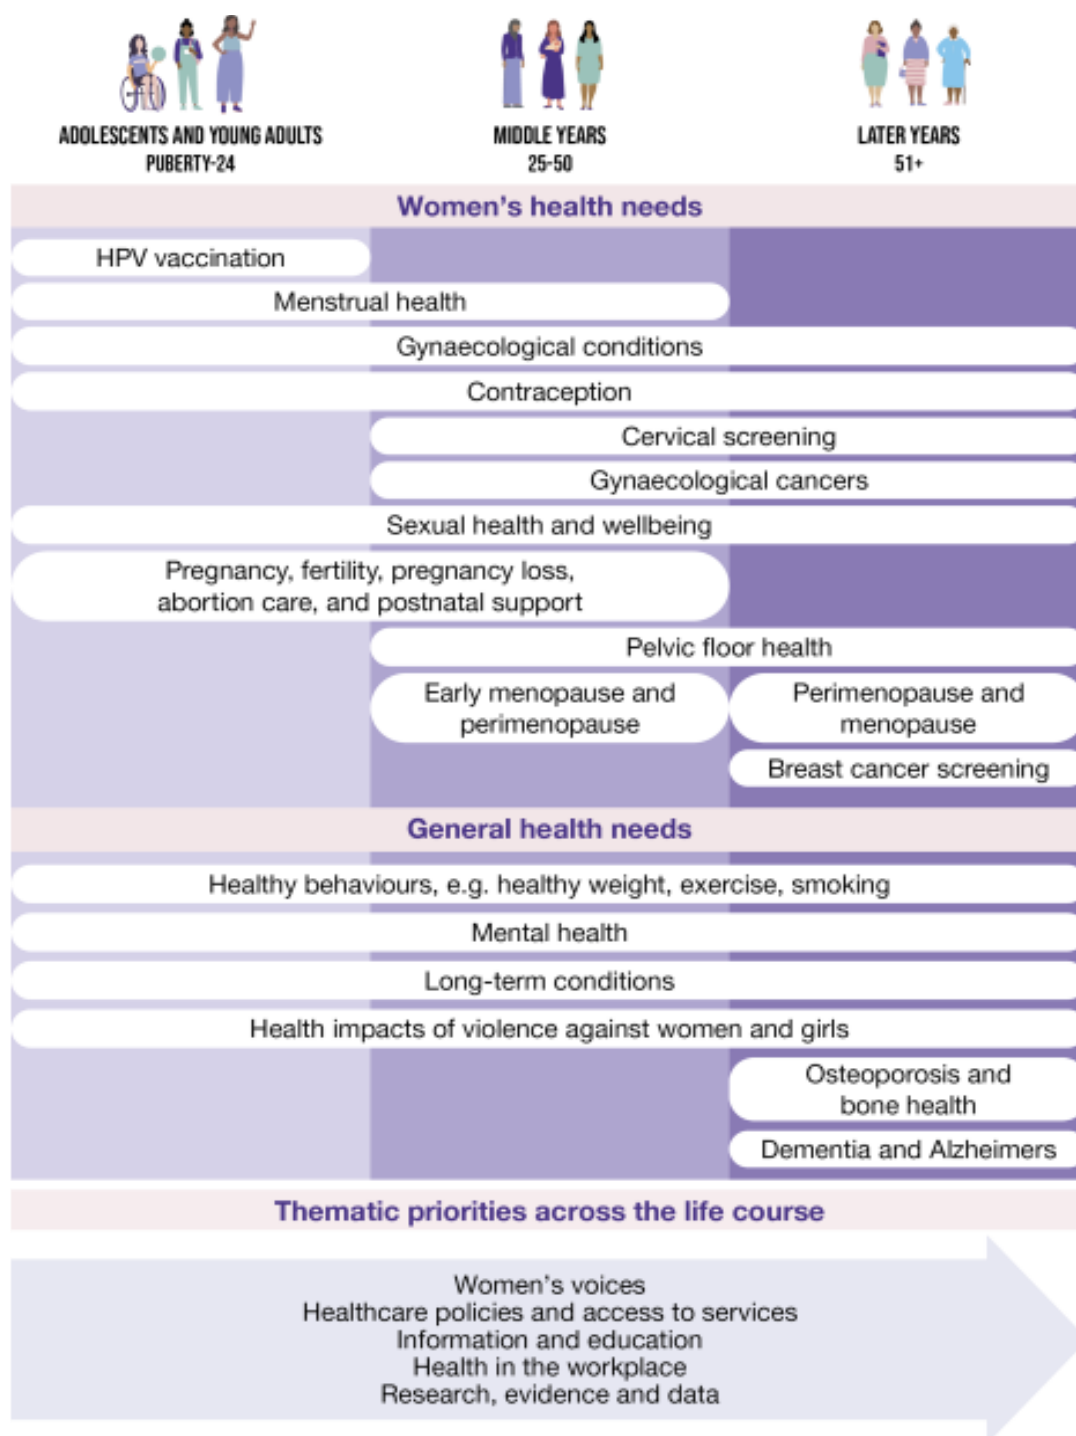 ADOLESCENTS AND YOUNG ADULTS
PUBERTY-24
MIDDLE YEARS
25-50
LATER YEARS
51+
Women's health needs
HPV vaccination
Menstrual health
Gynaecological conditions
Contraception
Cervical screening
Gynaecological cancers
Sexual health and wellbeing
Pregnancy, fertility, pregnancy loss,
abortion care, and postnatal support
Pelvic floor health
Early menopause and
perimenopause
Perimenopause and
menopause
Breast cancer screening
General health needs
Healthy behaviours, e.g. healthy weight, exercise, smoking
Mental health
Long-term conditions
Health impacts of violence against women and girls
Osteoporosis and
bone health
Dementia and Alzheimers
Thematic priorities across the life course
Women's voices
Healthcare policies and access to services
Information and education
Health in the workplace
Research, evidence and data